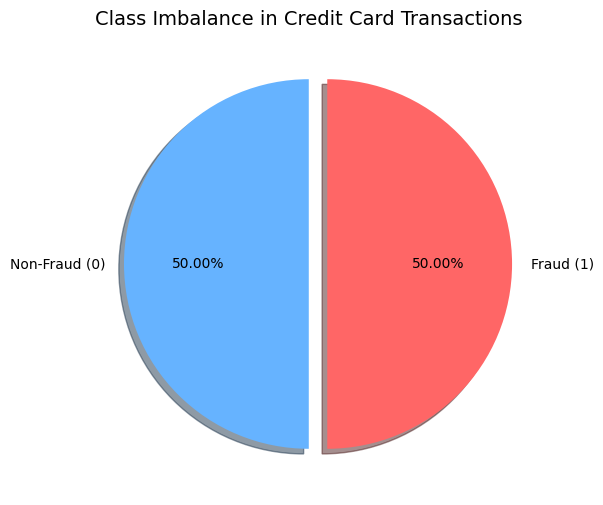 Class Imbalance in Credit Card Transactions
Non-Fraud (0)
50.00%
50.00%
Fraud (1)